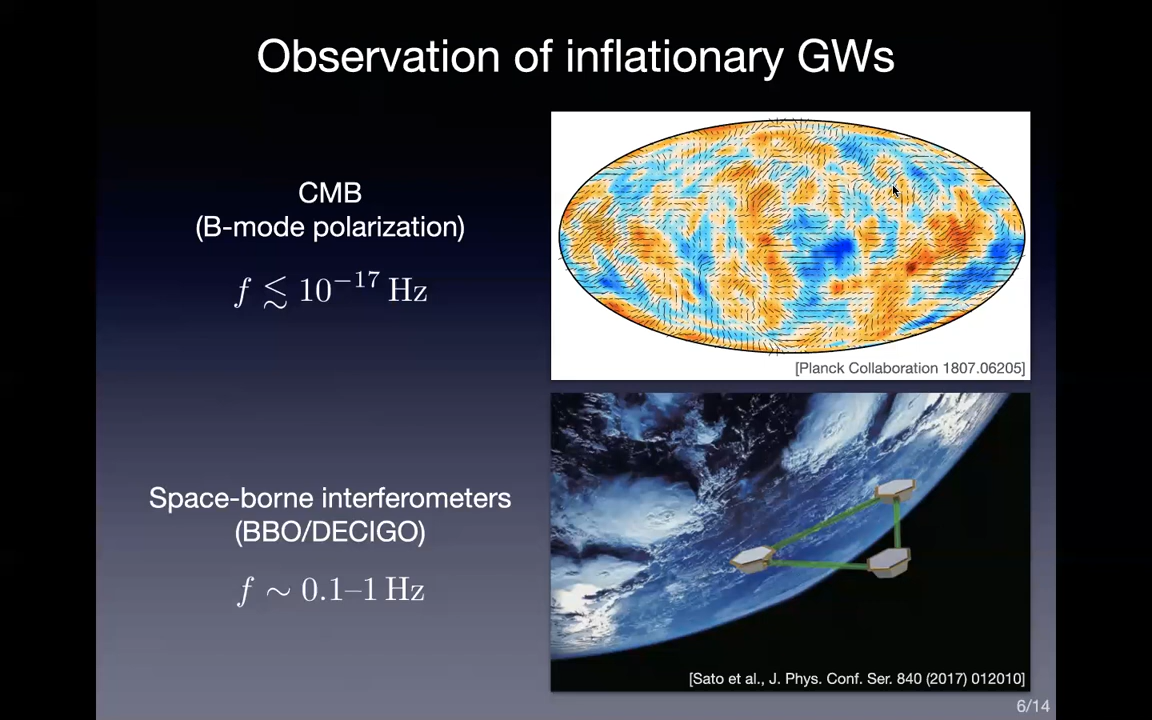 Observation of inflationary GWs
CMB
(B-mode polarization)
f ≲ 10⁻¹⁷ Hz
[Planck Collaboration 1807.06205]
Space-borne interferometers
(BBO/DECIGO)
f ∼ 0.1–1 Hz
[Sato et al., J. Phys. Conf. Ser. 840 (2017) 012010]
6/14